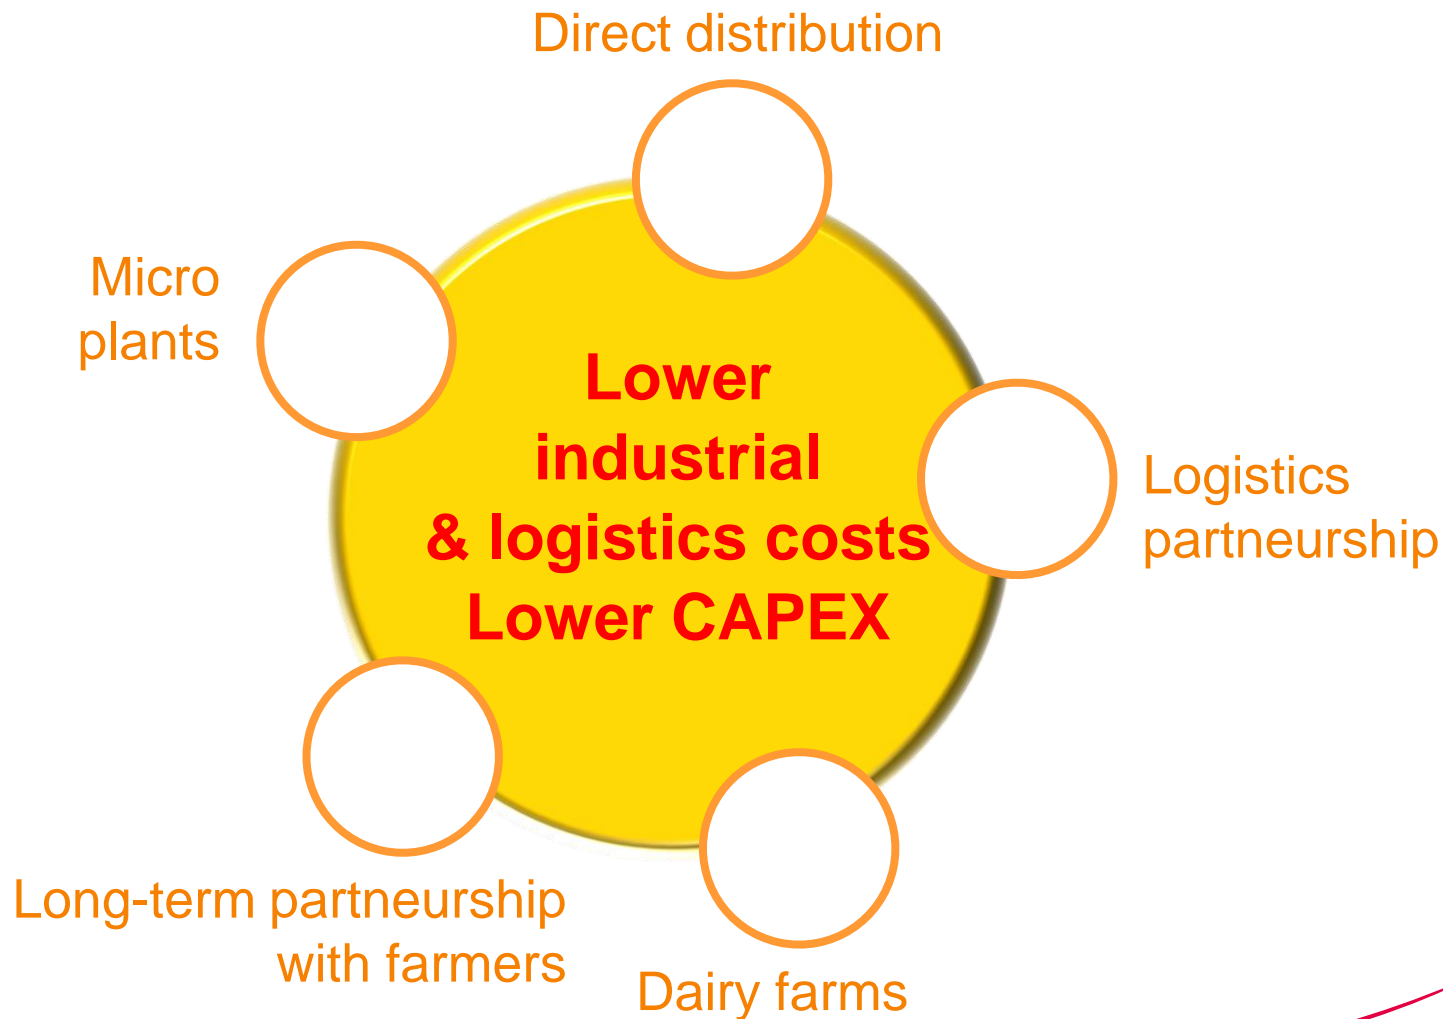 Direct distribution
Micro
plants
Lower
industrial
& logistics costs
Lower CAPEX
Logistics
partneurship
Long-term partneurship
with farmers
Dairy farms